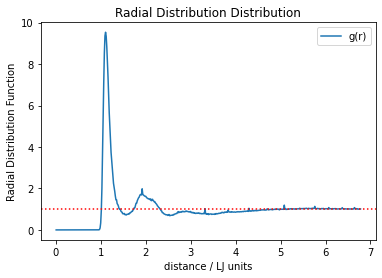 Radial Distribution Distribution
g(r)
Radial Distribution Function
10
8
6
4
2
0
0 1 2 3 4 5 6 7
distance / LJ units